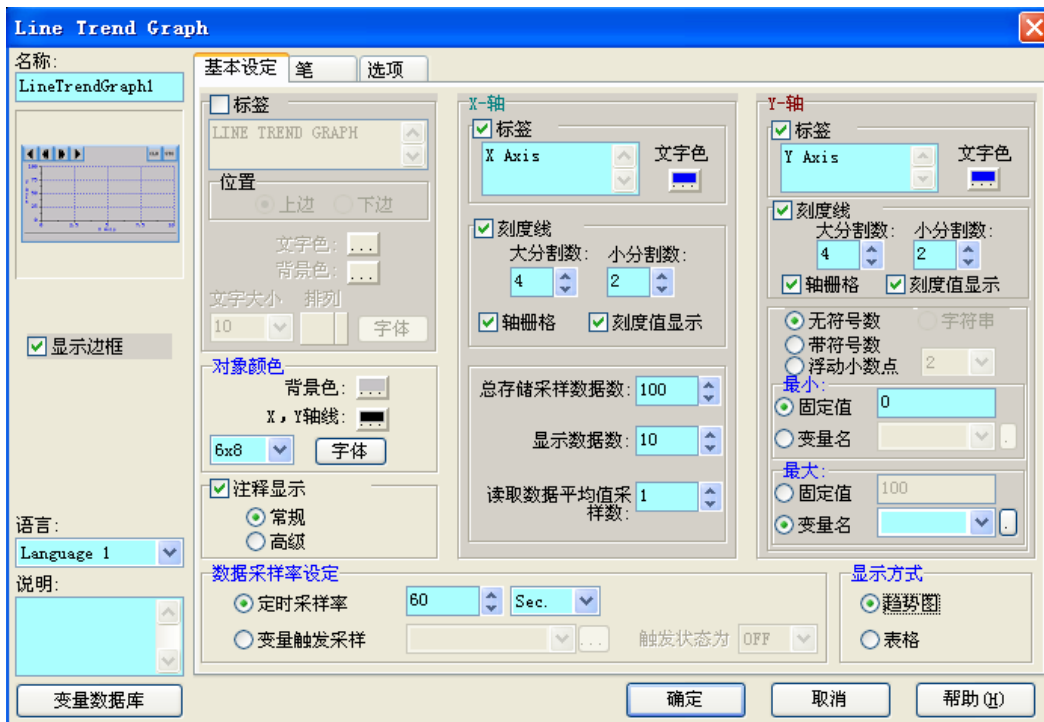 Line Trend Graph
名称:
LineTrendGraph1
显示边框
语言:
Language 1
说明:
变量数据库
基本设定 笔 选项
标签
LINE TREND GRAPH
位置
上边 下边
文字色: ...
背景色: ...
文字大小 排列
10 字体
对象颜色
背景色: ...
X，Y轴线: ...
6x8 字体
注释显示
常规
高级
X-轴
标签
X Axis 文字色
...
刻度线
大分割数: 小分割数:
4 2
轴栅格 刻度值显示
总存储采样数据数: 100
显示数据数: 10
读取数据平均值采样数: 1
Y-轴
标签
Y Axis 文字色
...
刻度线
大分割数: 小分割数:
4 2
轴栅格 刻度值显示
无符号数 字符串
带符号数
浮动小数点 2
最小:
固定值 0
变量名 .
最大:
固定值 100
变量名 .
数据采样率设定
定时采样率 60 Sec.
变量触发采样 ... 触发状态为 OFF
显示方式
趋势图
表格
确定 取消 帮助(H)